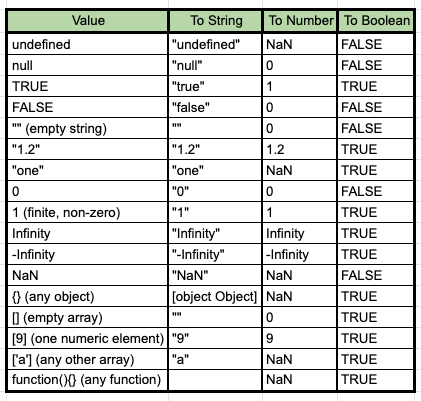 Value To String To Number To Boolean
undefined "undefined" NaN FALSE
null "null" 0 FALSE
TRUE "true" 1 TRUE
FALSE "false" 0 FALSE
"" (empty string) "" 0 FALSE
"1.2" "1.2" 1.2 TRUE
"one" "one" NaN TRUE
0 "0" 0 FALSE
1 (finite, non-zero) "1" 1 TRUE
Infinity "Infinity" Infinity TRUE
-Infinity "-Infinity" -Infinity TRUE
NaN "NaN" NaN FALSE
{} (any object) [object Object] NaN TRUE
[] (empty array) "" 0 TRUE
[9] (one numeric element) "9" 9 TRUE
['a'] (any other array) "a" NaN TRUE
function(){} (any function) NaN TRUE